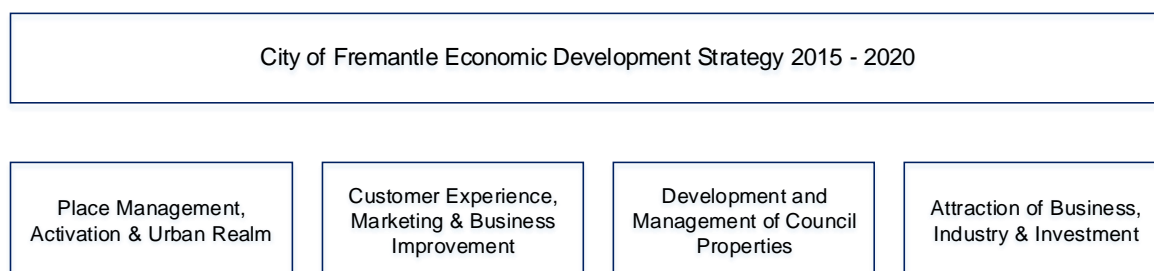 City of Fremantle Economic Development Strategy 2015 - 2020
Place Management,
Activation & Urban Realm
Customer Experience,
Marketing & Business
Improvement
Development and
Management of Council
Properties
Attraction of Business,
Industry & Investment